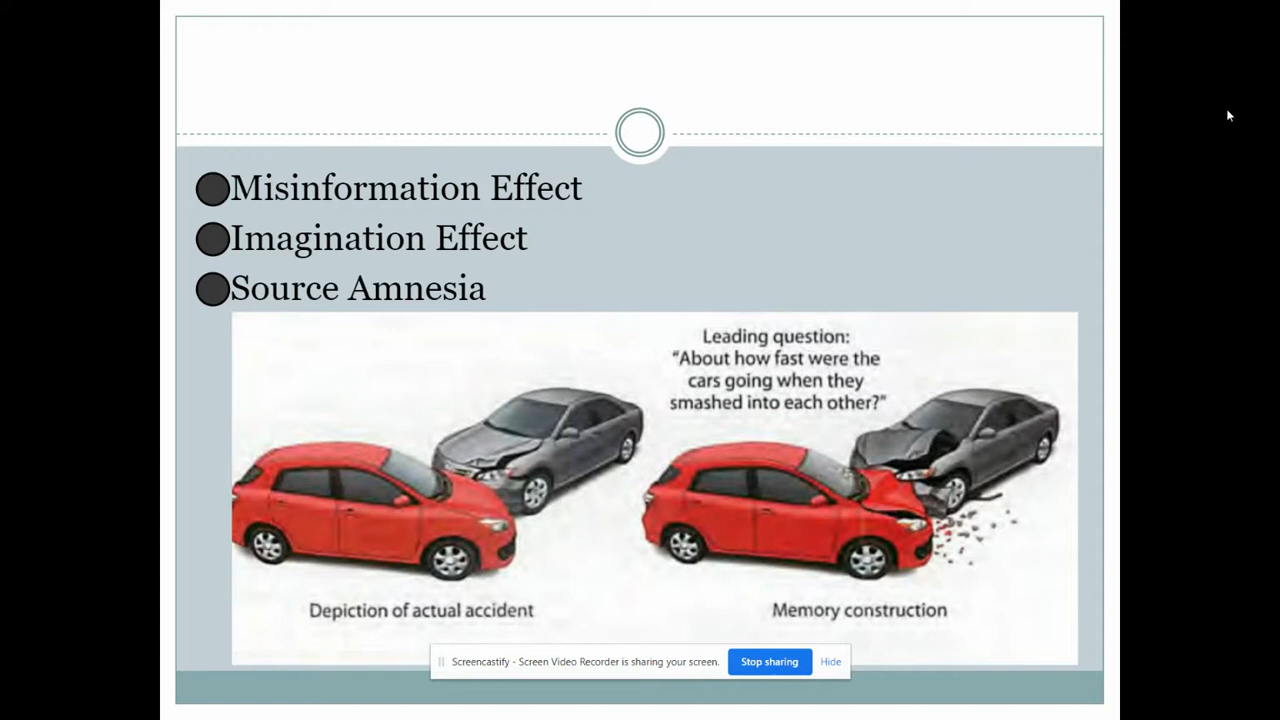 Misinformation Effect
Imagination Effect
Source Amnesia
Leading question:
“About how fast were the
cars going when they
smashed into each other?”
Depiction of actual accident
Memory construction
Screencastify - Screen Video Recorder is sharing your screen.
Stop sharing
Hide